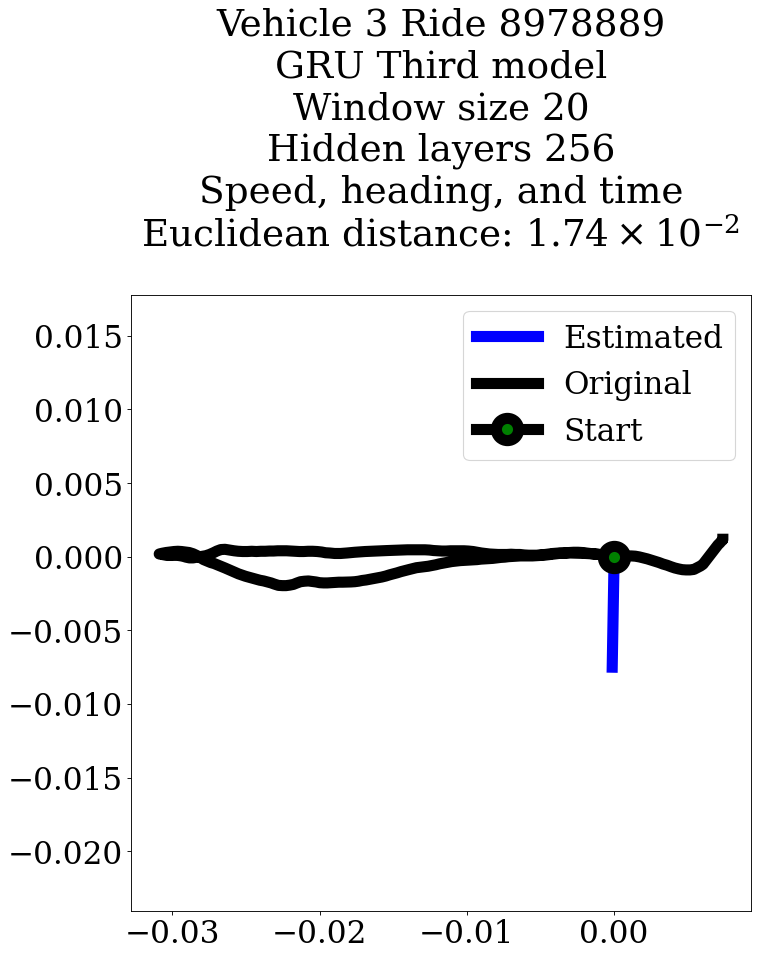 Vehicle 3 Ride 8978889
GRU Third model
Window size 20
Hidden layers 256
Speed, heading, and time
Euclidean distance: 1.74 × 10⁻²
Estimated
Original
Start
0.015
0.010
0.005
0.000
−0.005
−0.010
−0.015
−0.020
−0.03 −0.02 −0.01 0.00